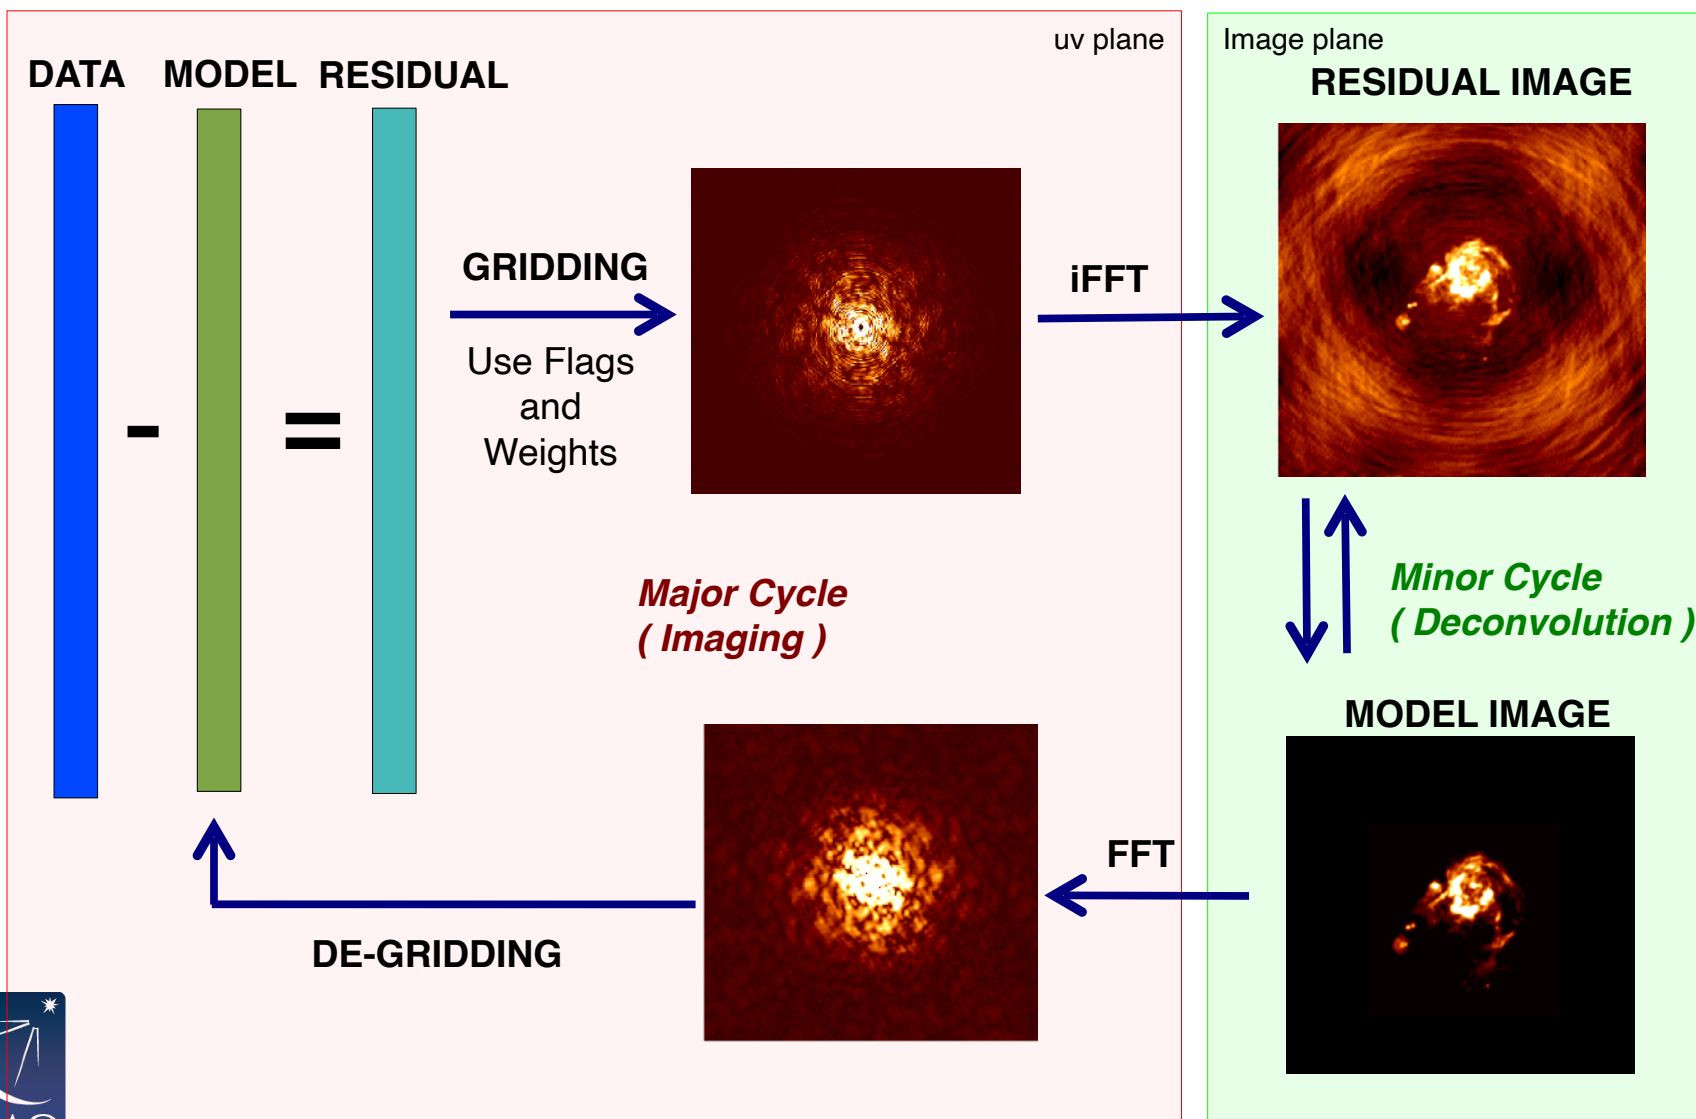 uv plane
Image plane
DATA
MODEL
RESIDUAL
RESIDUAL IMAGE
-
=
GRIDDING
Use Flags
and
Weights
iFFT
Major Cycle
( Imaging )
Minor Cycle
( Deconvolution )
MODEL IMAGE
FFT
DE-GRIDDING